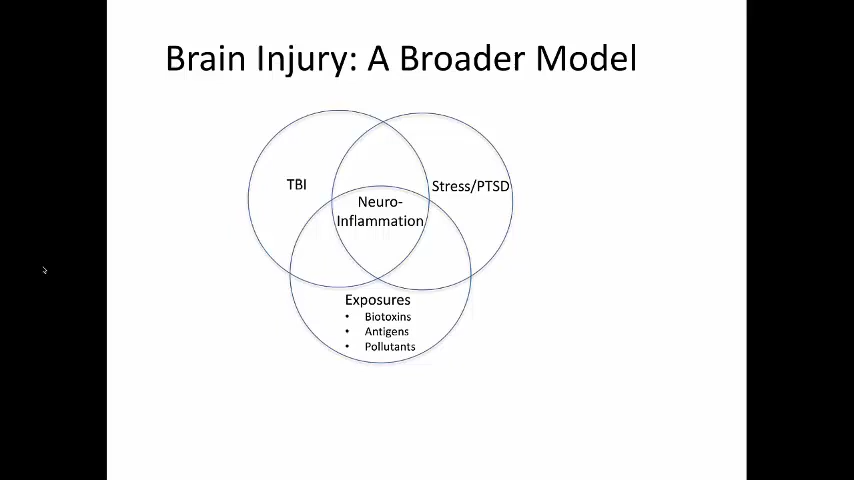 Brain Injury: A Broader Model
TBI
Stress/PTSD
Neuro-
Inflammation
Exposures
• Biotoxins
• Antigens
• Pollutants